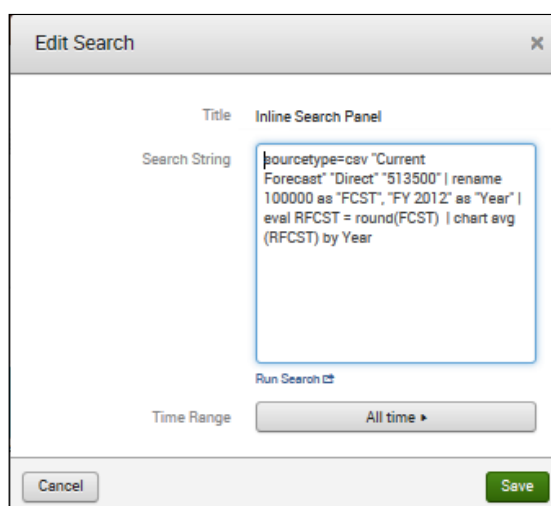 Edit Search
Title Inline Search Panel
Search String sourcetype=csv "Current
Forecast" "Direct" "513500" | rename
100000 as "FCST", "FY 2012" as "Year" |
eval RFCST = round(FCST) | chart avg
(RFCST) by Year
Run Search
Time Range All time
Cancel Save